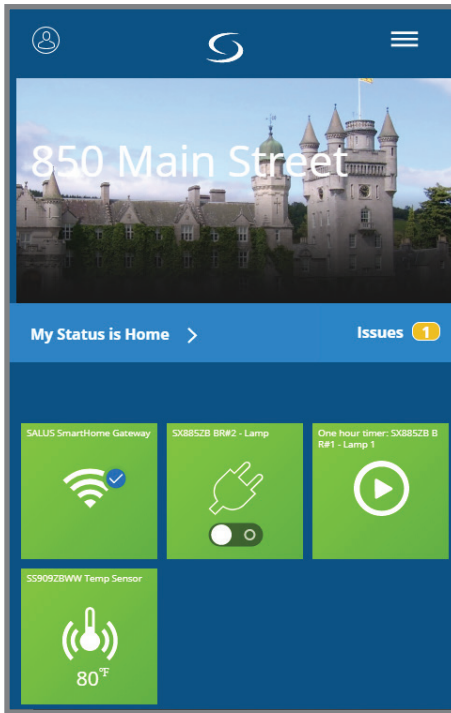 850 Main Street
My Status is Home
Issues 1
SALUS SmartHome Gateway
SX885ZB BR#2 - Lamp
One hour timer: SX885ZB B
R#1 - Lamp 1
SS909ZBWW Temp Sensor
80°F